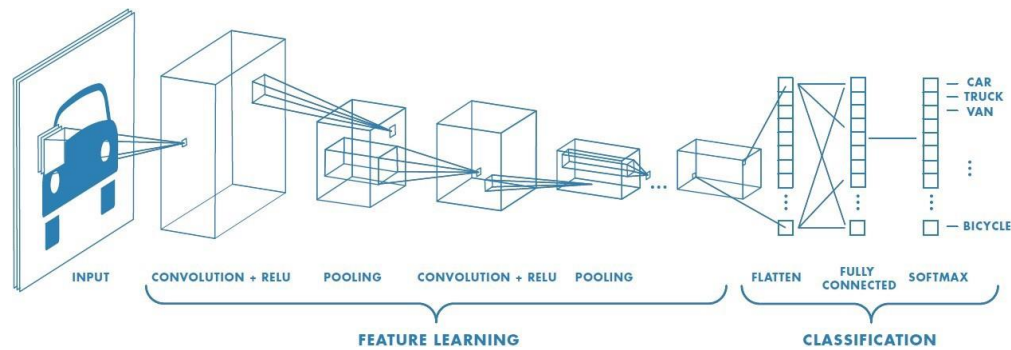 CAR
TRUCK
VAN
BICYCLE
INPUT
CONVOLUTION + RELU
POOLING
CONVOLUTION + RELU
POOLING
FLATTEN
FULLY
CONNECTED
SOFTMAX
FEATURE LEARNING
CLASSIFICATION